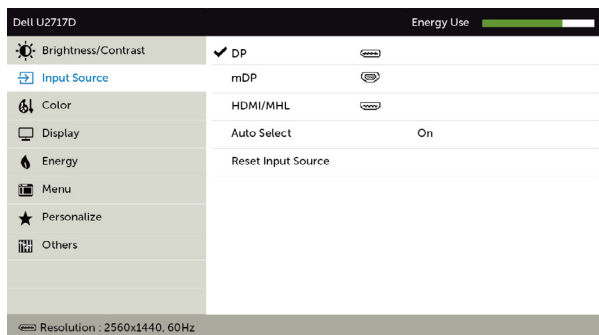 Dell U2717D Energy Use
Brightness/Contrast DP
Input Source mDP
Color HDMI/MHL
Display Auto Select On
Energy Reset Input Source
Menu
Personalize
Others
Resolution : 2560x1440, 60Hz